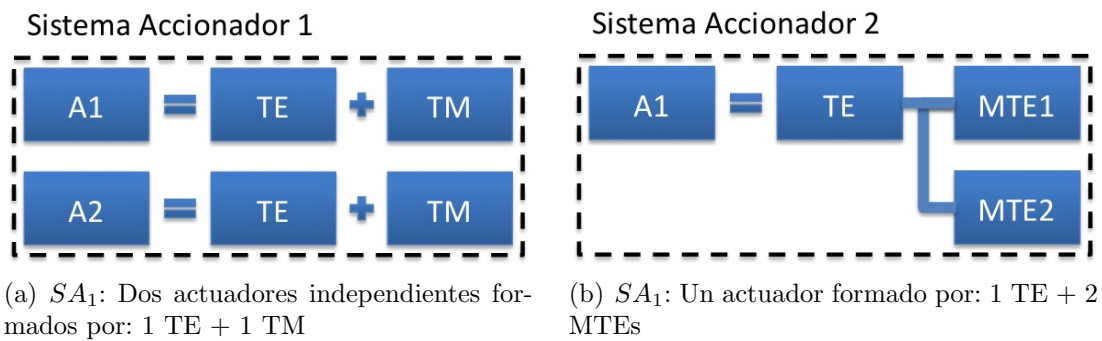 Sistema Accionador 1
A1 = TE + TM
A2 = TE + TM
(a) SA₁: Dos actuadores independientes for-
mados por: 1 TE + 1 TM
Sistema Accionador 2
A1 = TE MTE1
MTE2
(b) SA₁: Un actuador formado por: 1 TE + 2
MTEs